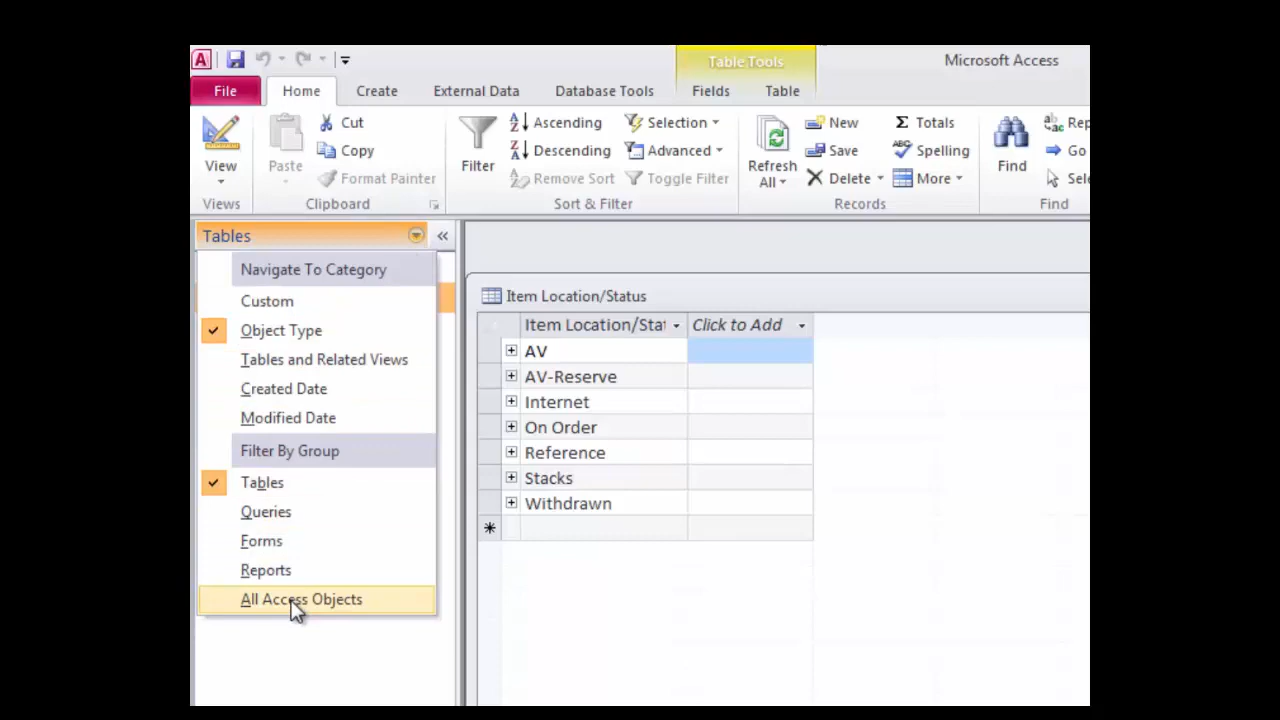 Table Tools
Microsoft Access
File Home Create External Data Database Tools Fields Table
View
Views
Paste
Cut
Copy
Format Painter
Clipboard
Filter
Ascending
Descending
Remove Sort
Selection
Advanced
Toggle Filter
Sort & Filter
Refresh
All
New
Save
Delete
Totals
Spelling
More
Records
Find
Rep
Go
Sele
Find
Tables
Navigate To Category
Custom
Object Type
Tables and Related Views
Created Date
Modified Date
Filter By Group
Tables
Queries
Forms
Reports
All Access Objects
Item Location/Status
Item Location/Stat Click to Add
AV
AV-Reserve
Internet
On Order
Reference
Stacks
Withdrawn